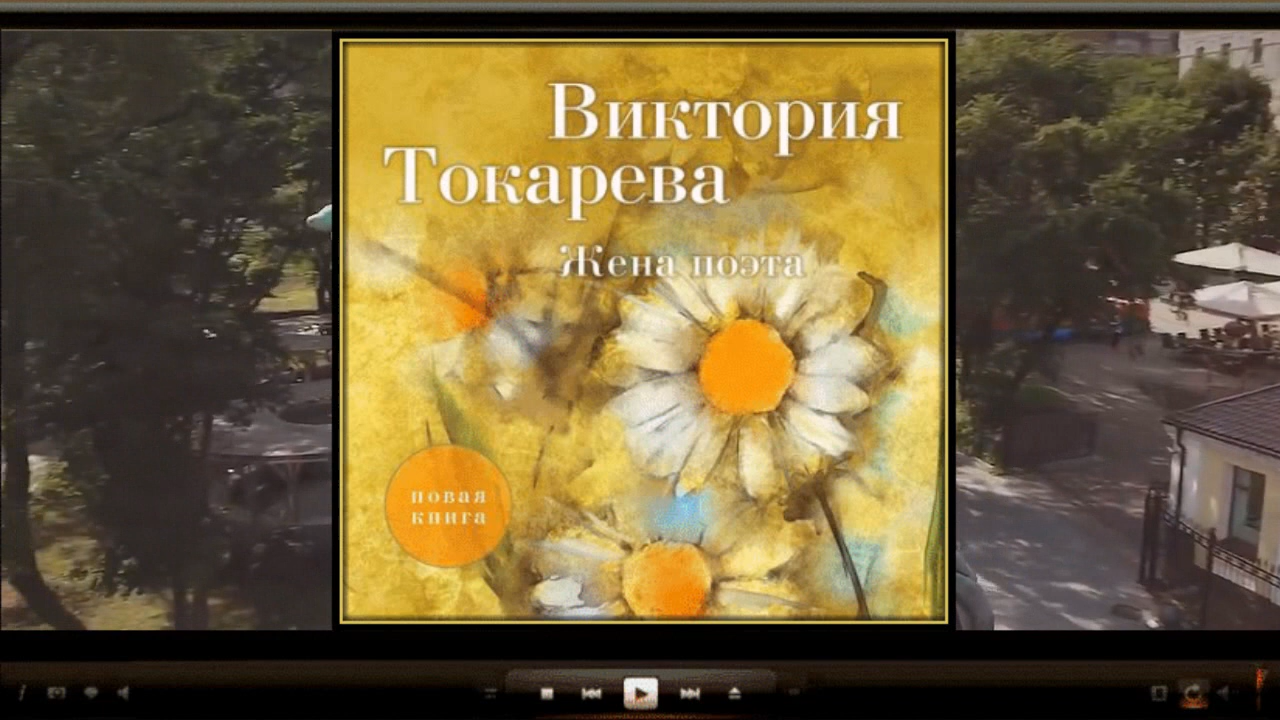 Виктория
Токарева
Жена поэта
новая
книга